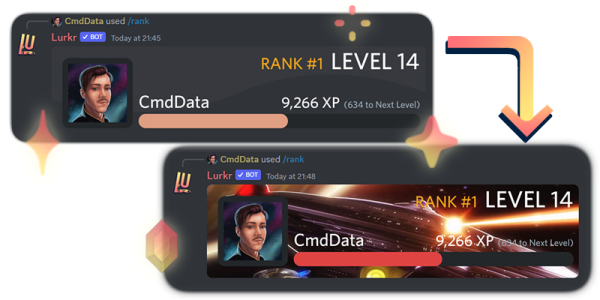 CmdData used /rank
LU
Lurkr ✓ BOT Today at 21:45
RANK #1 LEVEL 14
CmdData 9,266 XP (634 to Next Level)
CmdData used /rank
LU
Lurkr ✓ BOT Today at 21:48
RANK #1 LEVEL 14
CmdData 9,266 XP (634 to Next Level)